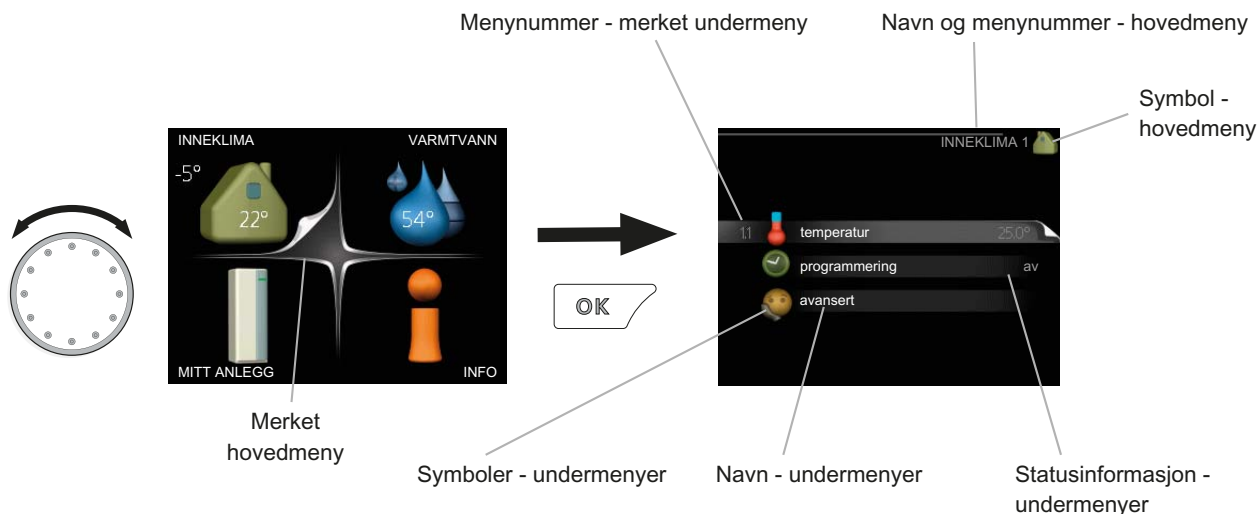 Menynummer - merket undermeny
Navn og menynummer - hovedmeny
Symbol -
hovedmeny
INNEKLIMA
VARMTVANN
-5°
22°
54°
MITT ANLEGG
INFO
OK
INNEKLIMA 1
1.1 temperatur 25.0°
programmering av
avansert
Merket
hovedmeny
Symboler - undermenyer
Navn - undermenyer
Statusinformasjon -
undermenyer